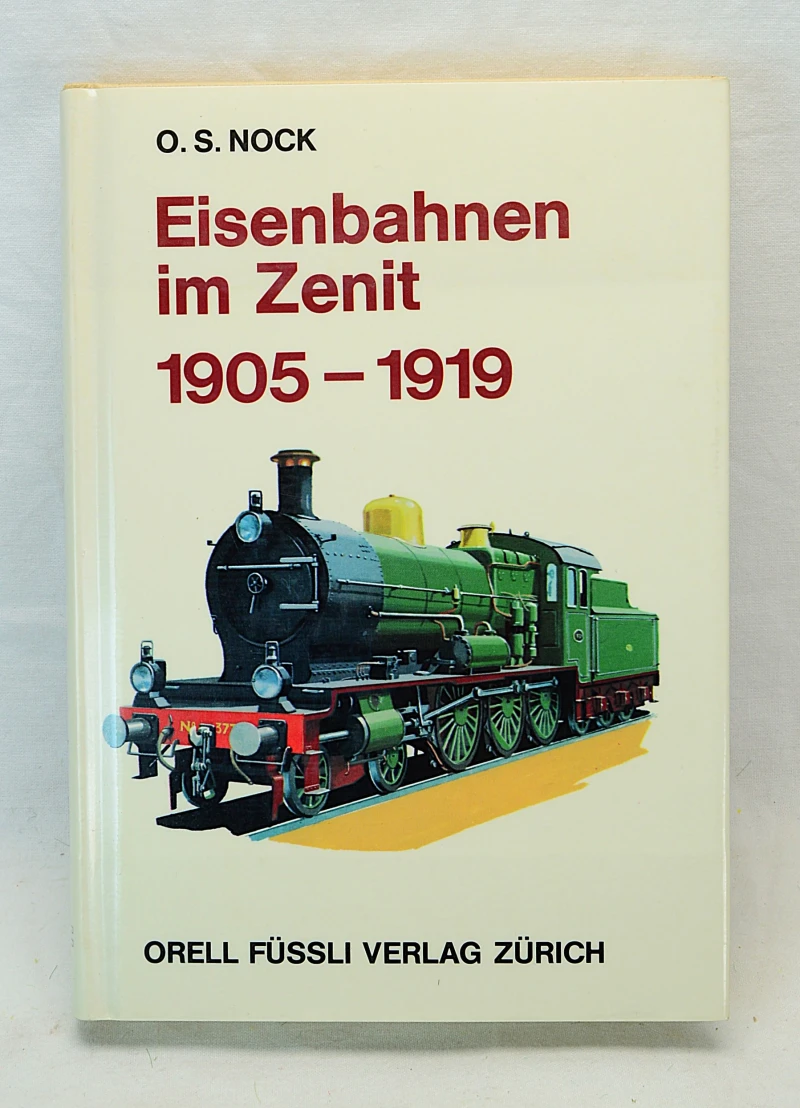 O. S. NOCK
Eisenbahnen
im Zenit
1905 – 1919
ORELL FÜSSLI VERLAG ZÜRICH